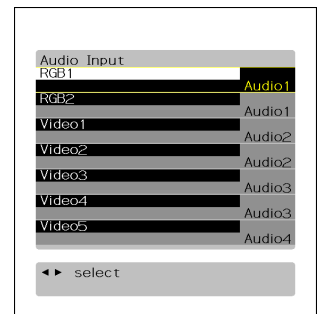 Audio Input
RGB1
Audio1
RGB2
Audio1
Video1
Audio2
Video2
Audio2
Video3
Audio3
Video4
Audio3
Video5
Audio4
◄► select